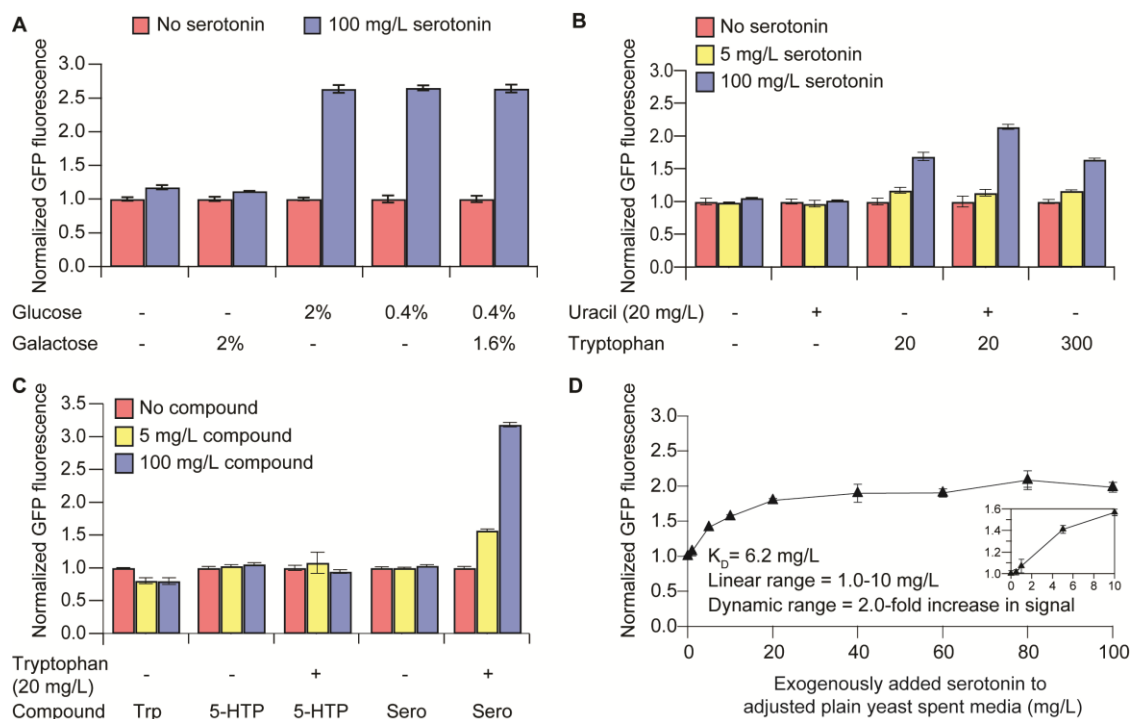 A
No serotonin
100 mg/L serotonin
Normalized GFP fluorescence
3.0
2.5
2.0
1.5
1.0
0.5
0.0
Glucose - - 2% 0.4% 0.4%
Galactose - 2% - - 1.6%
B
No serotonin
5 mg/L serotonin
100 mg/L serotonin
Normalized GFP fluorescence
3.0
2.5
2.0
1.5
1.0
0.5
0.0
Uracil (20 mg/L) - + - + -
Tryptophan - - 20 20 300
C
No compound
5 mg/L compound
100 mg/L compound
Normalized GFP fluorescence
3.5
3.0
2.5
2.0
1.5
1.0
0.5
0.0
Tryptophan
(20 mg/L) - - + - +
Compound Trp 5-HTP 5-HTP Sero Sero
D
Normalized GFP fluorescence
3.0
2.5
2.0
1.5
1.0
0.5
0.0
K_D= 6.2 mg/L
Linear range = 1.0-10 mg/L
Dynamic range = 2.0-fold increase in signal
1.6
1.4
1.2
1.0
0 2 4 6 8 10
0 20 40 60 80 100
Exogenously added serotonin to
adjusted plain yeast spent media (mg/L)